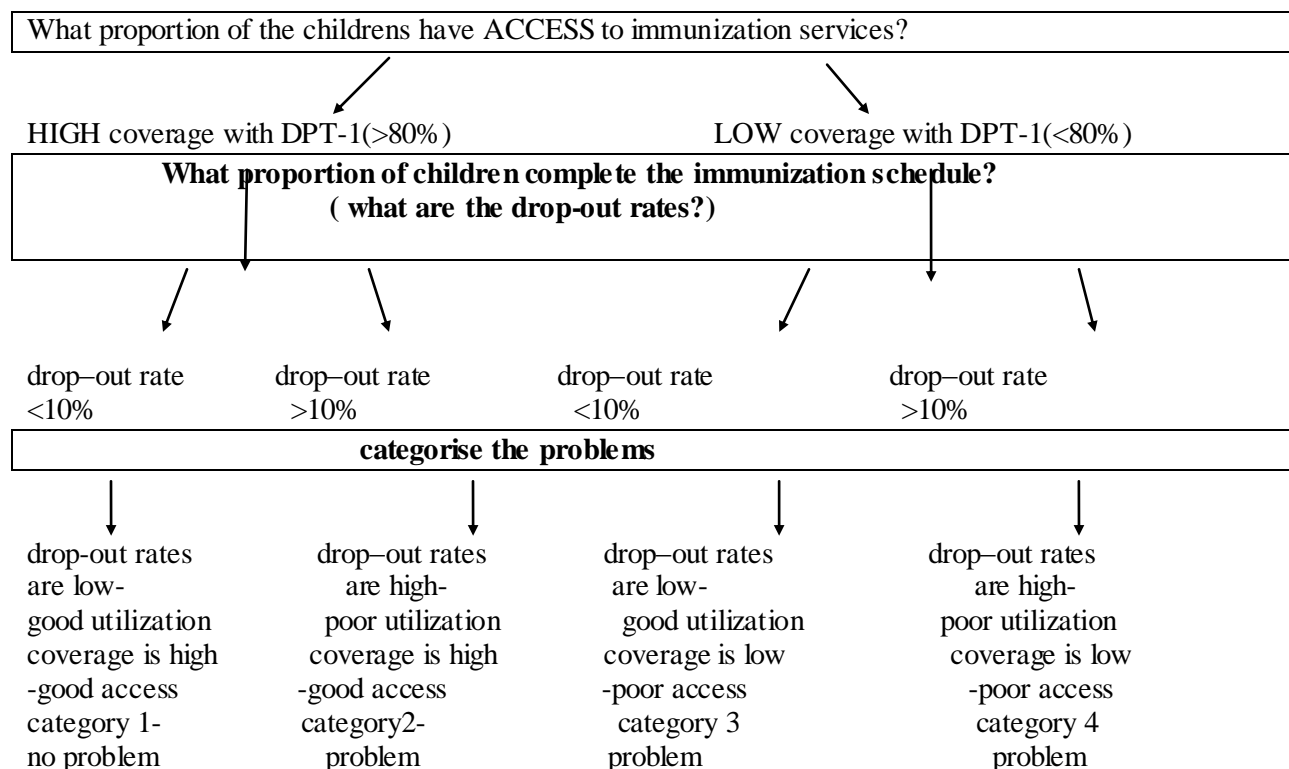 What proportion of the childrens have ACCESS to immunization services?
HIGH coverage with DPT-1(>80%) LOW coverage with DPT-1(<80%)
What proportion of children complete the immunization schedule?
( what are the drop-out rates?)
drop–out rate drop–out rate drop–out rate drop–out rate
<10% >10% <10% >10%
categorise the problems
drop-out rates drop–out rates drop–out rates drop–out rates
are low- are high- are low- are high-
good utilization poor utilization good utilization poor utilization
coverage is high coverage is high coverage is low coverage is low
-good access -good access -poor access -poor access
category 1- category2- category 3 category 4
no problem problem problem problem